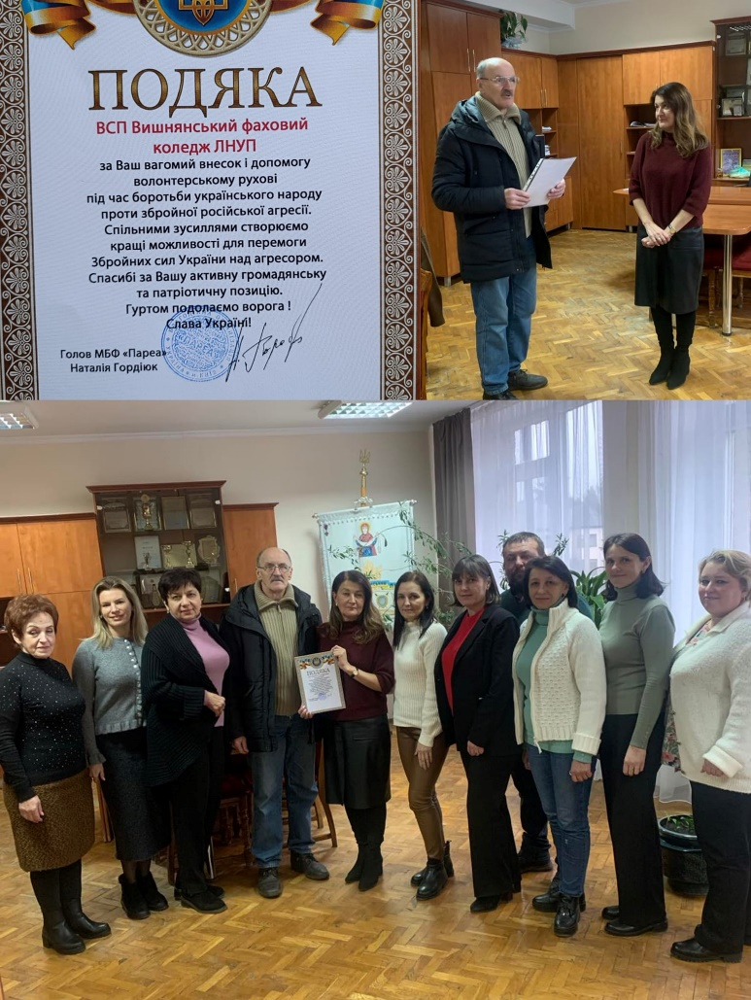 ПОДЯКА
ВСП Вишнянський фаховий
коледж ЛНУП
за Ваш вагомий внесок і допомогу
волонтерському рухові
під час боротьби українського народу
проти збройної російської агресії.
Спільними зусиллями створюємо
кращі можливості для перемоги
Збройних сил України над агресором.
Спасибі за Вашу активну громадянську
та патріотичну позицію.
Гуртом подолаємо ворога !
Слава Україні!
Голов МБФ «Пареа»
Наталія Гордіюк
ПОДЯКА